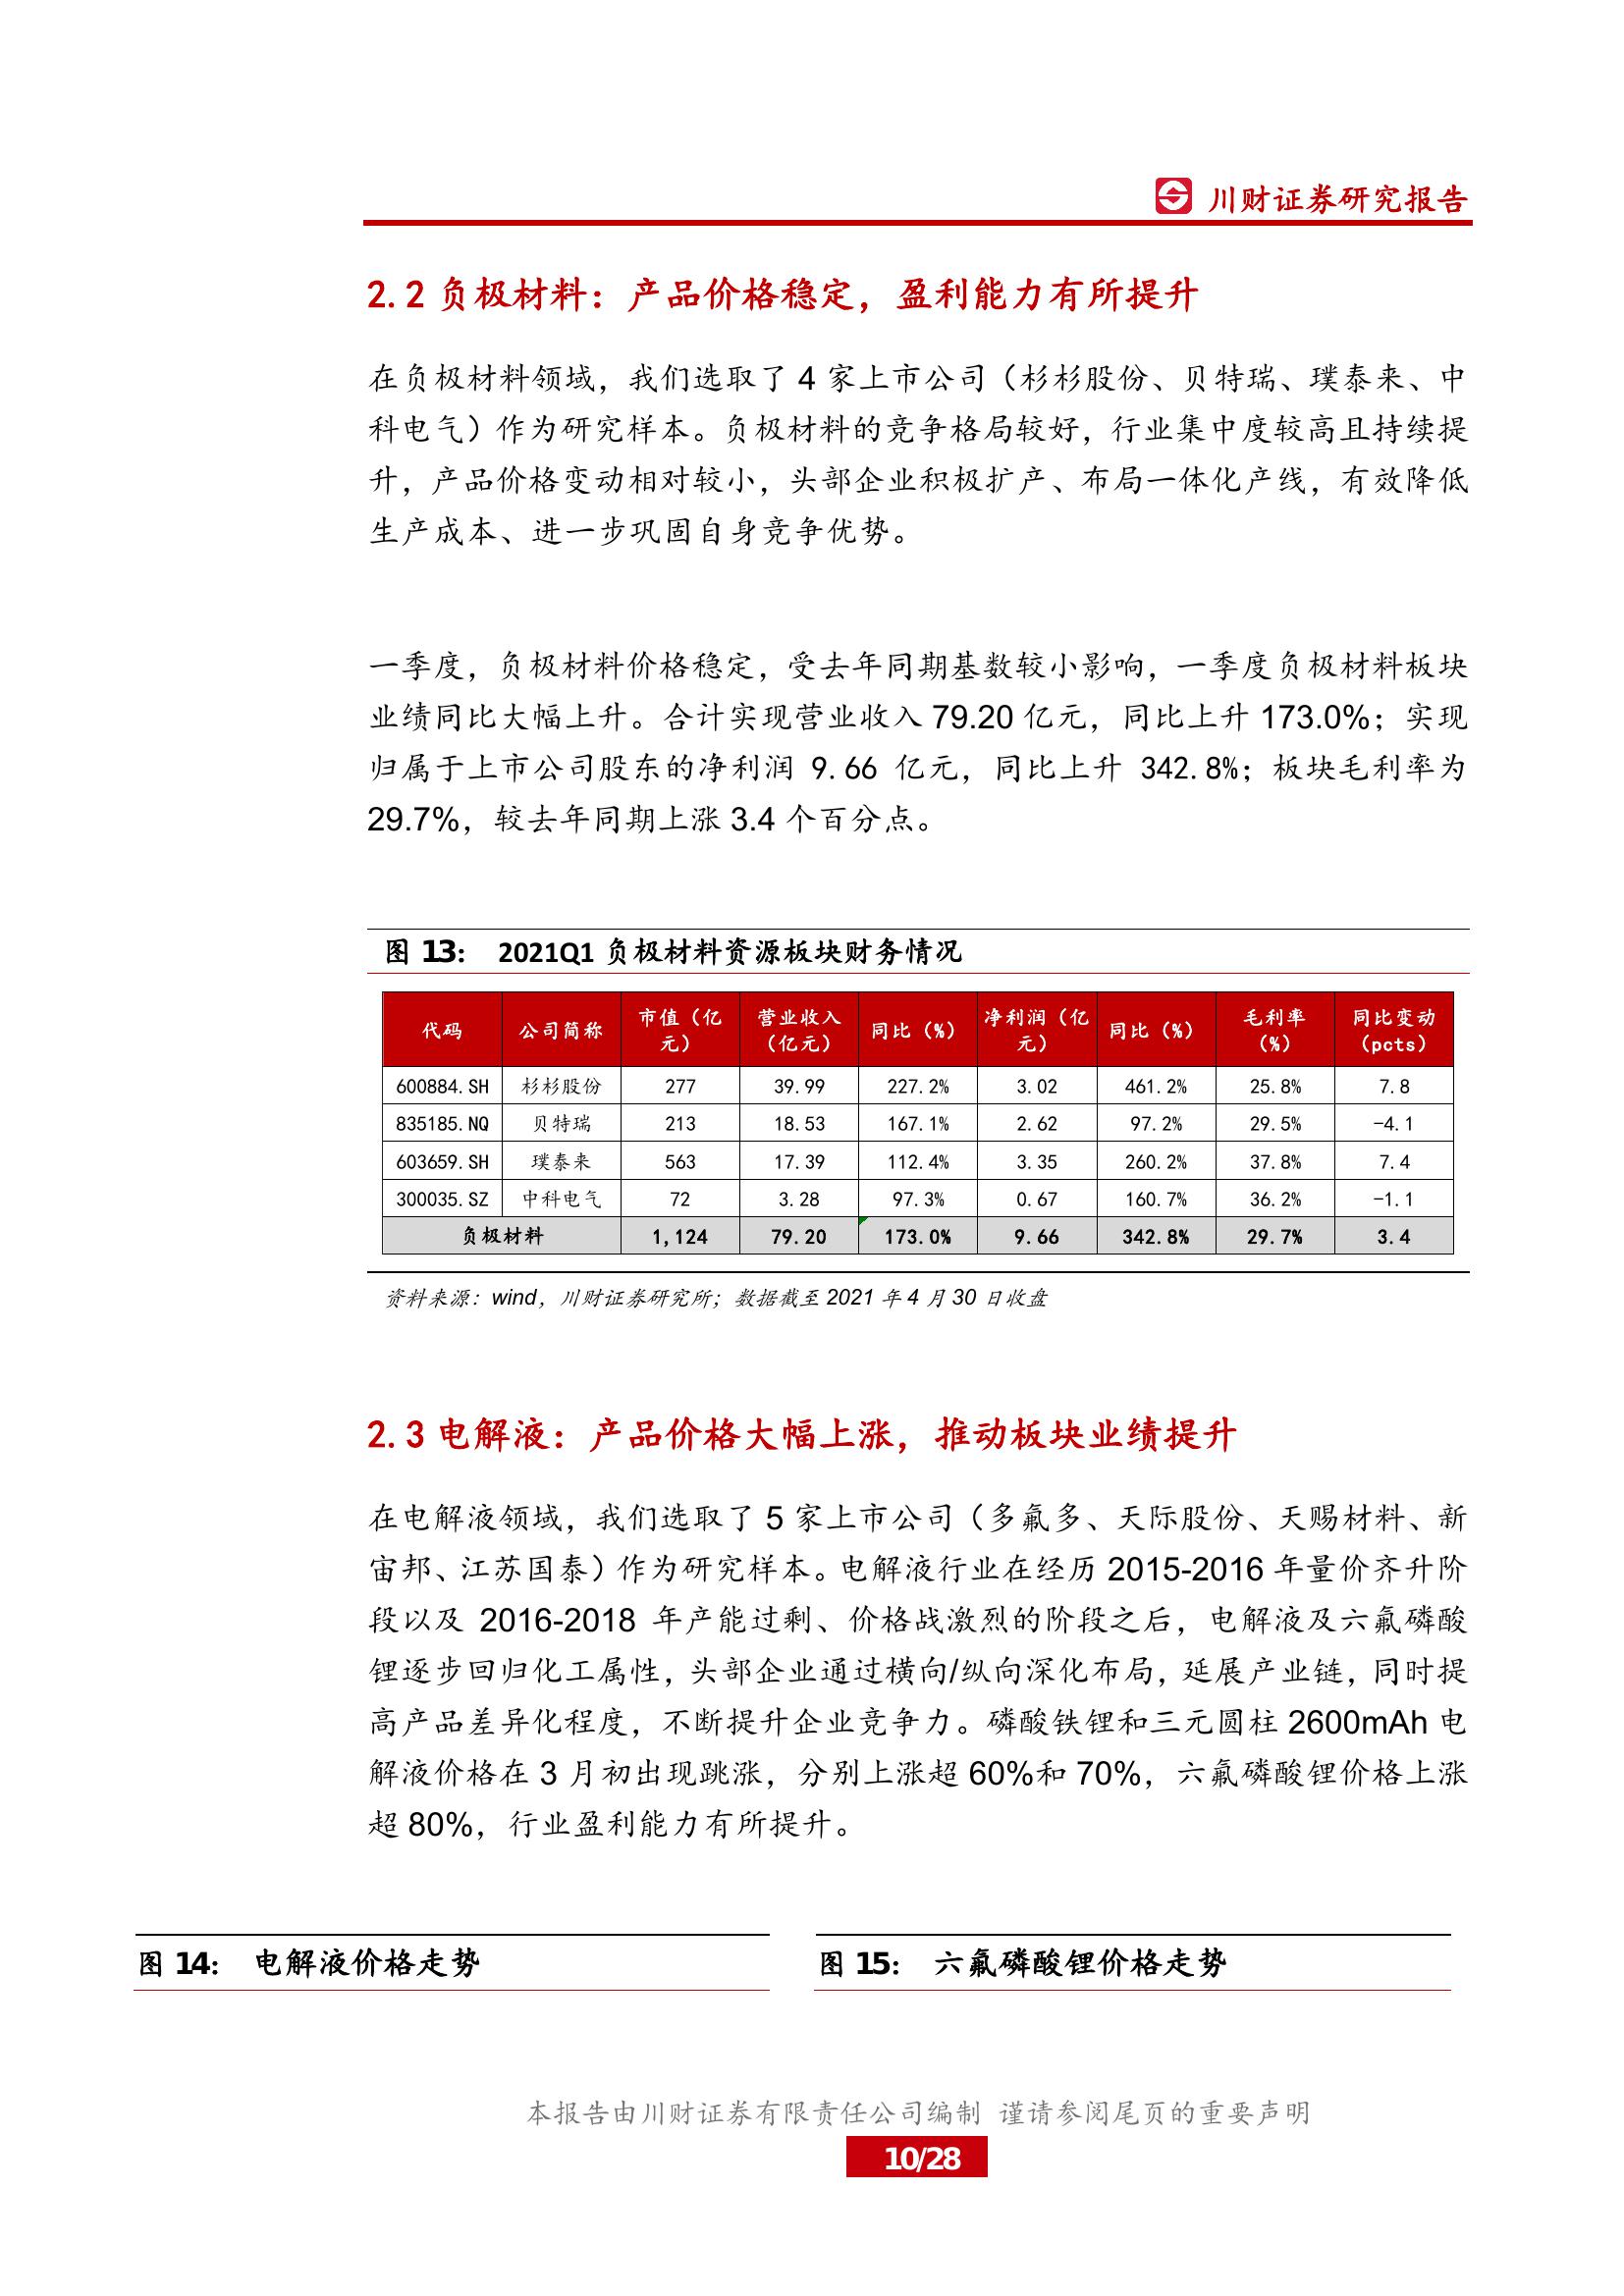 川财证券研究报告
2.2 负极材料：产品价格稳定，盈利能力有所提升
在负极材料领域，我们选取了 4 家上市公司（杉杉股份、贝特瑞、璞泰来、中
科电气）作为研究样本。负极材料的竞争格局较好，行业集中度较高且持续提
升，产品价格变动相对较小，头部企业积极扩产、布局一体化产线，有效降低
生产成本、进一步巩固自身竞争优势。
一季度，负极材料价格稳定，受去年同期基数较小影响，一季度负极材料板块
业绩同比大幅上升。合计实现营业收入 79.20 亿元，同比上升 173.0%；实现
归属于上市公司股东的净利润 9.66 亿元，同比上升 342.8%；板块毛利率为
29.7%，较去年同期上涨 3.4 个百分点。
图 13： 2021Q1 负极材料资源板块财务情况
代码 公司简称 市值（亿元） 营业收入（亿元） 同比（%） 净利润（亿元） 同比（%） 毛利率（%） 同比变动（pcts）
600884.SH 杉杉股份 277 39.99 227.2% 3.02 461.2% 25.8% 7.8
835185.NQ 贝特瑞 213 18.53 167.1% 2.62 97.2% 29.5% -4.1
603659.SH 璞泰来 563 17.39 112.4% 3.35 260.2% 37.8% 7.4
300035.SZ 中科电气 72 3.28 97.3% 0.67 160.7% 36.2% -1.1
负极材料 1,124 79.20 173.0% 9.66 342.8% 29.7% 3.4
资料来源：wind，川财证券研究所；数据截至 2021 年 4 月 30 日收盘
2.3 电解液：产品价格大幅上涨，推动板块业绩提升
在电解液领域，我们选取了 5 家上市公司（多氟多、天际股份、天赐材料、新
宙邦、江苏国泰）作为研究样本。电解液行业在经历 2015-2016 年量价齐升阶
段以及 2016-2018 年产能过剩、价格战激烈的阶段之后，电解液及六氟磷酸
锂逐步回归化工属性，头部企业通过横向/纵向深化布局，延展产业链，同时提
高产品差异化程度，不断提升企业竞争力。磷酸铁锂和三元圆柱 2600mAh 电
解液价格在 3 月初出现跳涨，分别上涨超 60%和 70%，六氟磷酸锂价格上涨
超 80%，行业盈利能力有所提升。
图 14： 电解液价格走势
图 15： 六氟磷酸锂价格走势
本报告由川财证券有限责任公司编制 谨请参阅尾页的重要声明
10/28